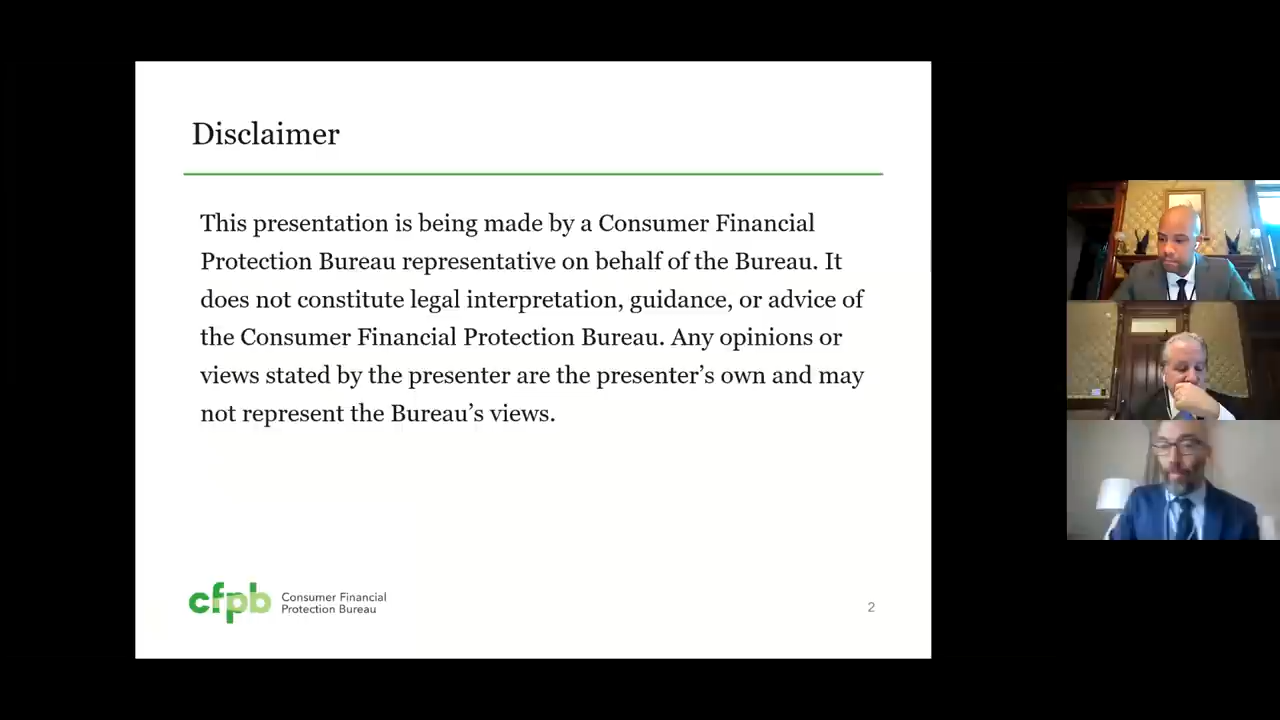 Disclaimer
This presentation is being made by a Consumer Financial
Protection Bureau representative on behalf of the Bureau. It
does not constitute legal interpretation, guidance, or advice of
the Consumer Financial Protection Bureau. Any opinions or
views stated by the presenter are the presenter’s own and may
not represent the Bureau’s views.
cfpb
Consumer Financial
Protection Bureau
2